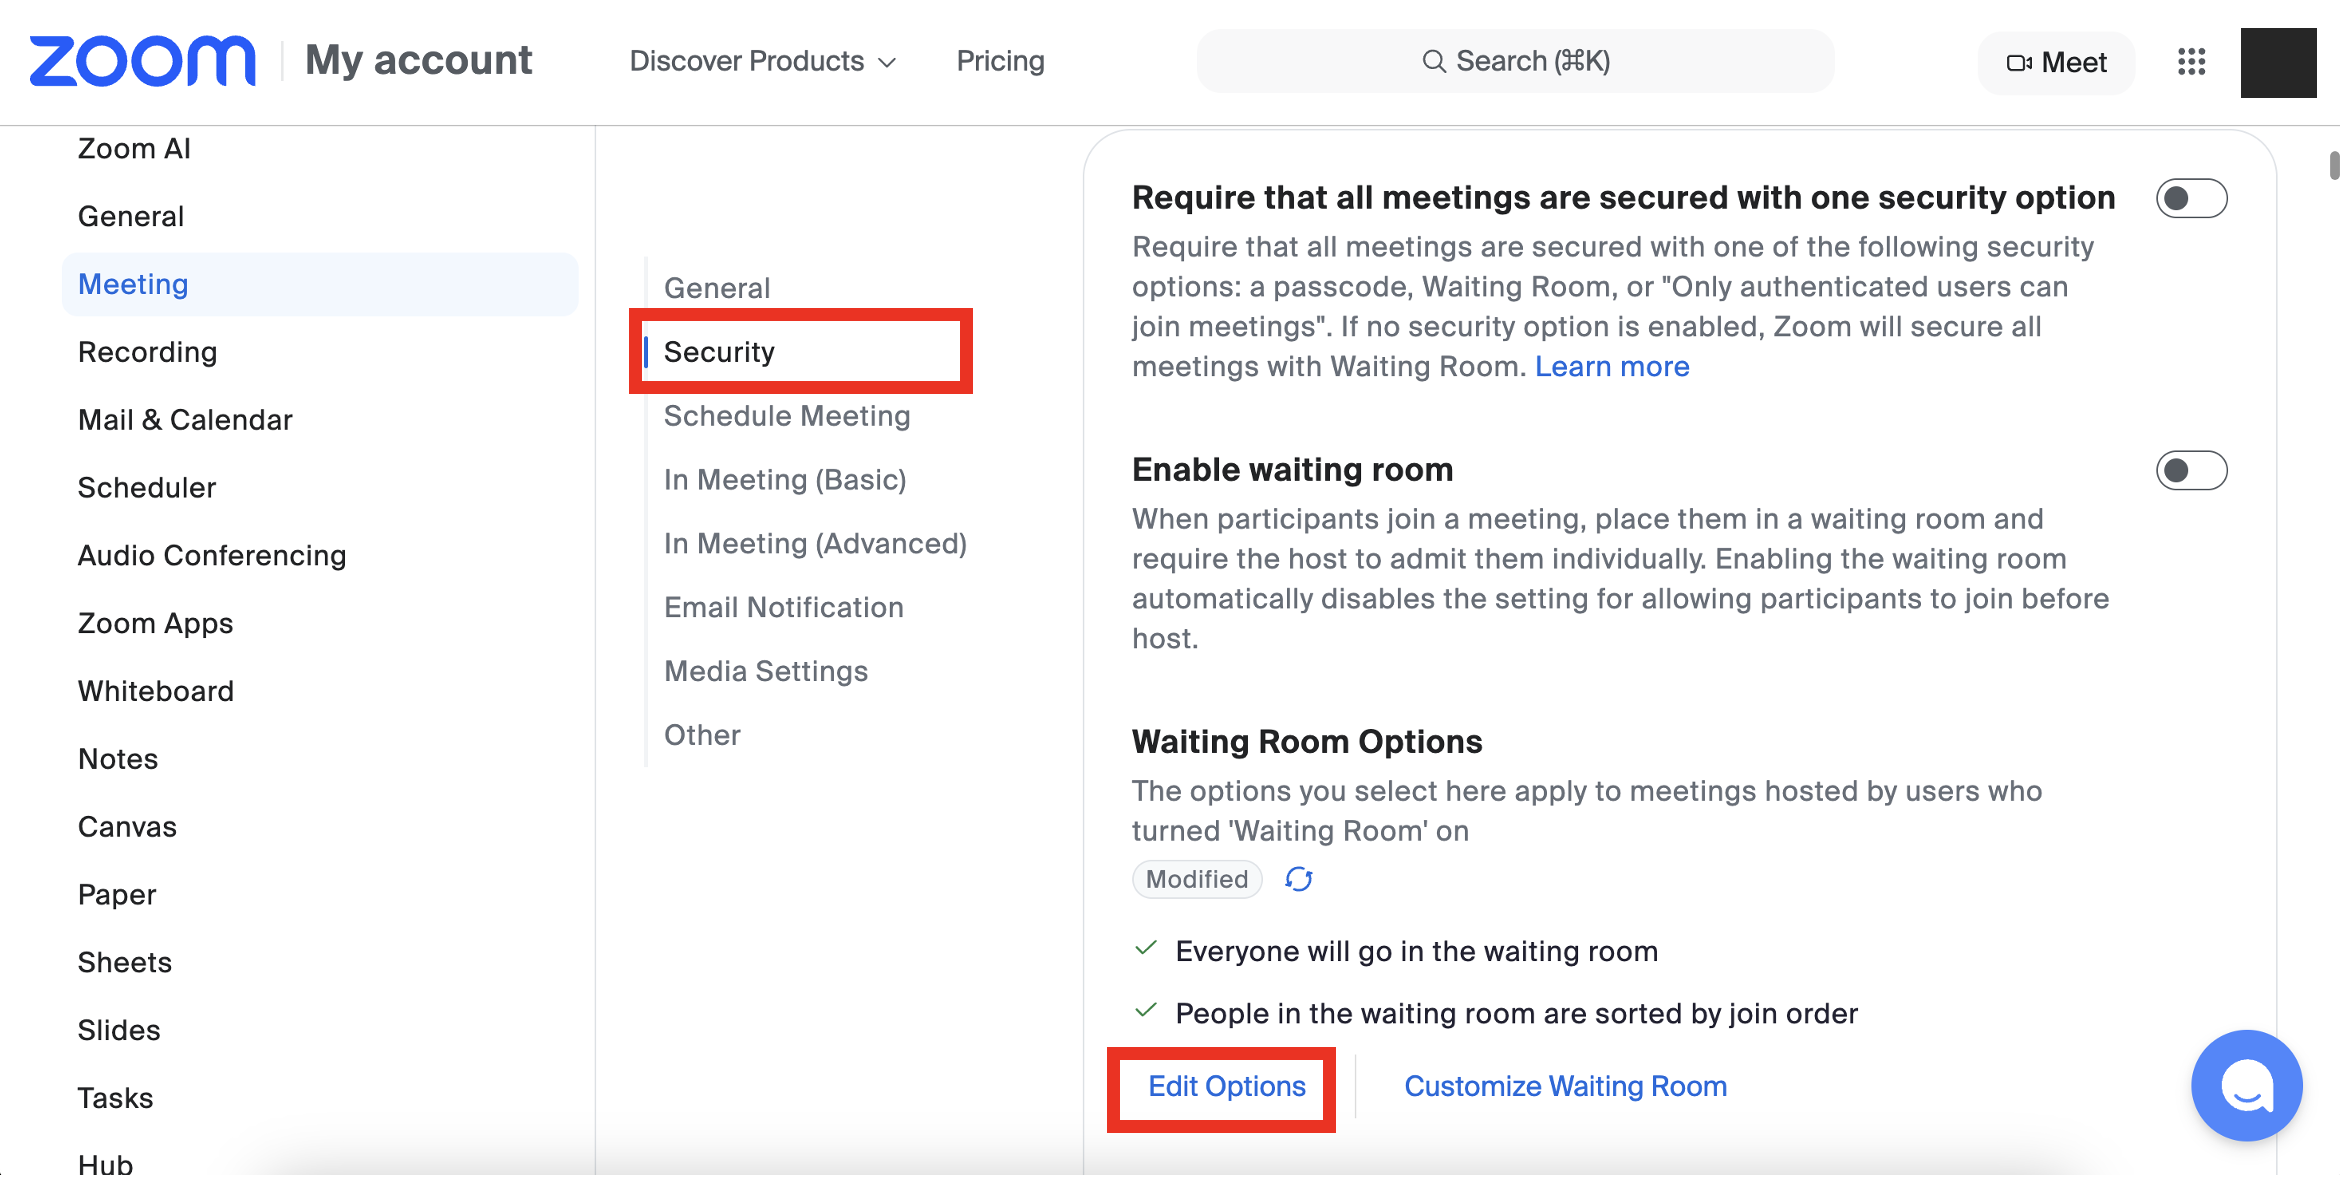 zoom
My account
Discover Products
Pricing
Search (⌘K)
Meet
Zoom AI
General
Meeting
Recording
Mail & Calendar
Scheduler
Audio Conferencing
Zoom Apps
Whiteboard
Notes
Canvas
Paper
Sheets
Slides
Tasks
Hub
General
Security
Schedule Meeting
In Meeting (Basic)
In Meeting (Advanced)
Email Notification
Media Settings
Other
Require that all meetings are secured with one security option
Require that all meetings are secured with one of the following security
options: a passcode, Waiting Room, or "Only authenticated users can
join meetings". If no security option is enabled, Zoom will secure all
meetings with Waiting Room. Learn more
Enable waiting room
When participants join a meeting, place them in a waiting room and
require the host to admit them individually. Enabling the waiting room
automatically disables the setting for allowing participants to join before
host.
Waiting Room Options
The options you select here apply to meetings hosted by users who
turned 'Waiting Room' on
Modified
Everyone will go in the waiting room
People in the waiting room are sorted by join order
Edit Options
Customize Waiting Room